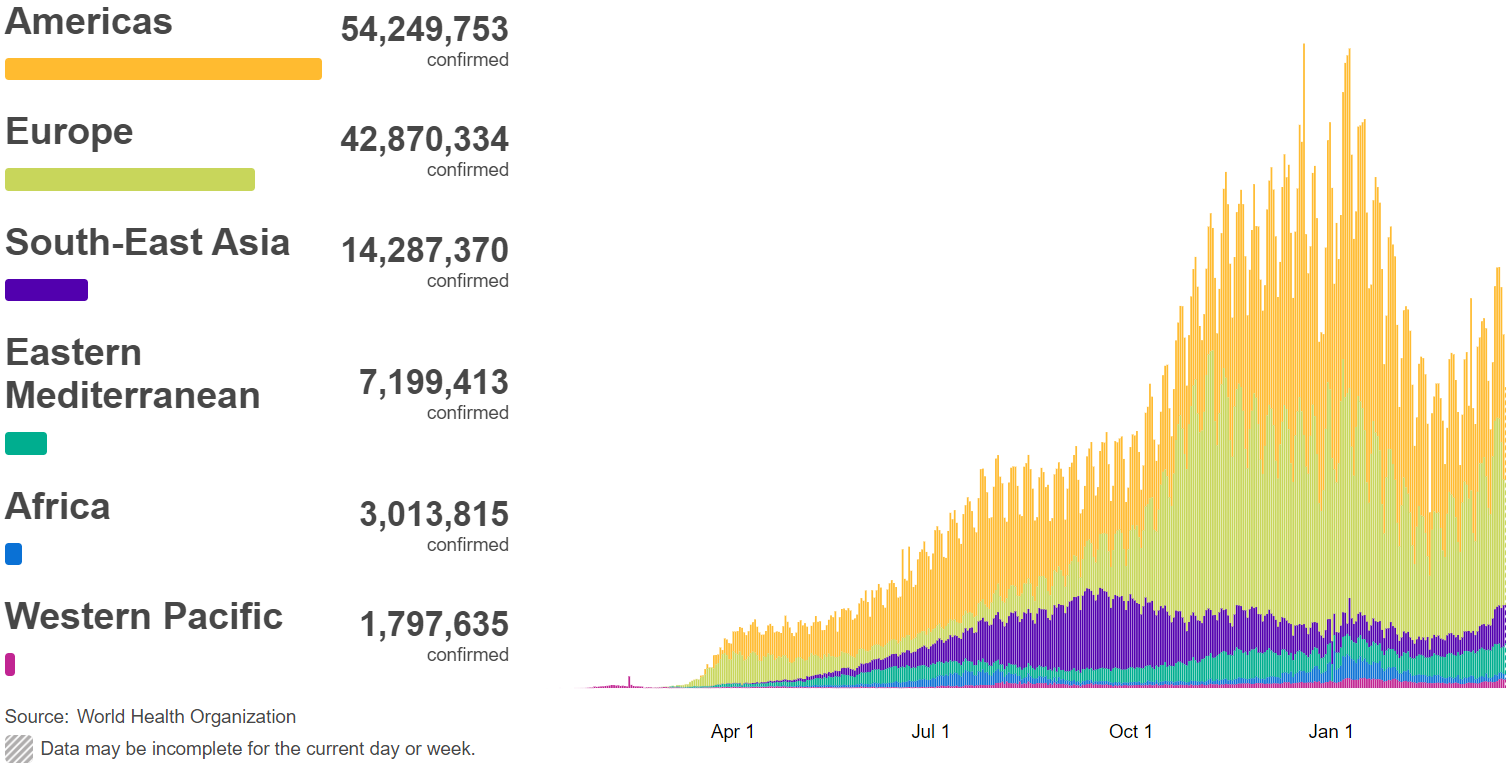 Americas
54,249,753
confirmed
Europe
42,870,334
confirmed
South-East Asia
14,287,370
confirmed
Eastern
Mediterranean
7,199,413
confirmed
Africa
3,013,815
confirmed
Western Pacific
1,797,635
confirmed
Source: World Health Organization
Data may be incomplete for the current day or week.
Apr 1
Jul 1
Oct 1
Jan 1